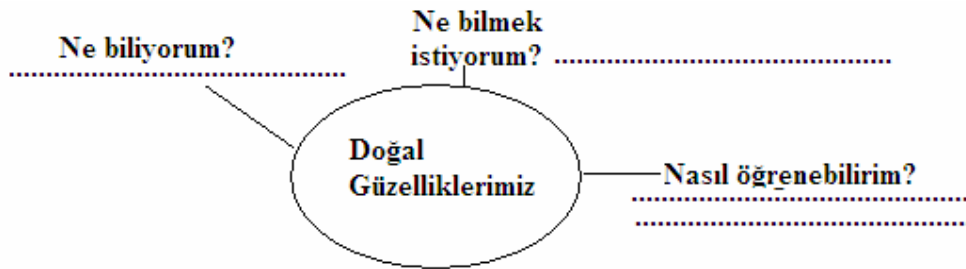 Ne biliyorum?
Ne bilmek
istiyorum?
Doğal
Güzelliklerimiz
Nasıl öğrenebilirim?